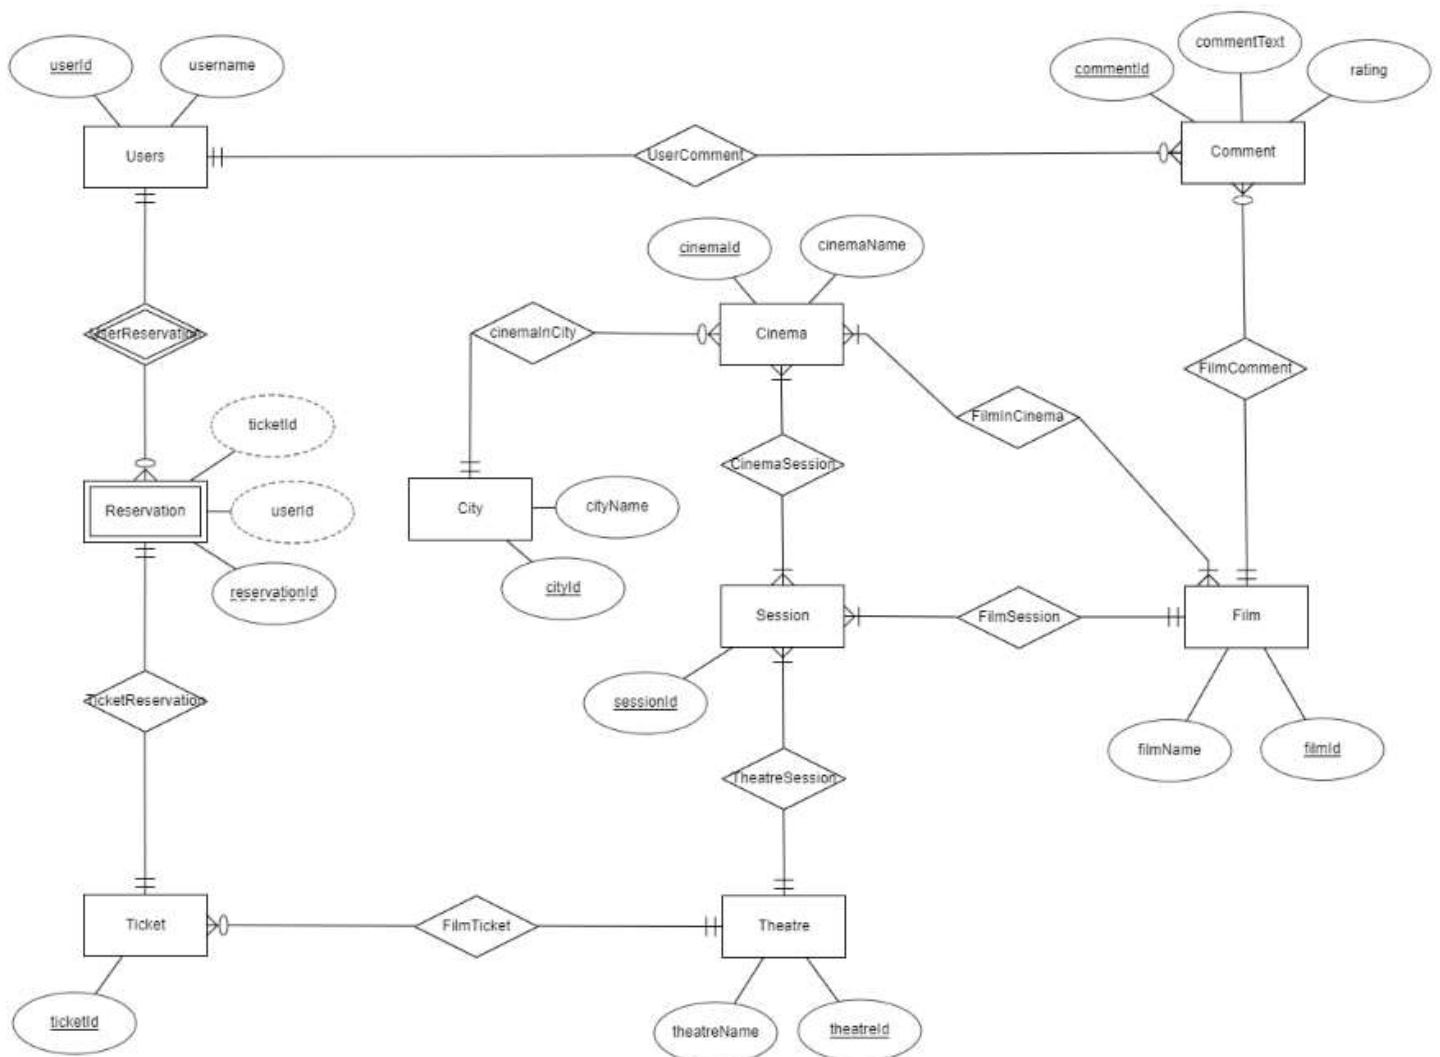 userId
username
commentId
commentText
rating
Users
UserComment
Comment
cinemaId
cinemaName
UserReservation
cinemaInCity
Cinema
FilmComment
ticketId
FilmInCinema
CinemaSession
Reservation
userId
City
cityName
reservationId
cityId
Session
FilmSession
Film
TicketReservation
sessionId
filmName
filmId
TheatreSession
Ticket
FilmTicket
Theatre
ticketId
theatreName
theatreId